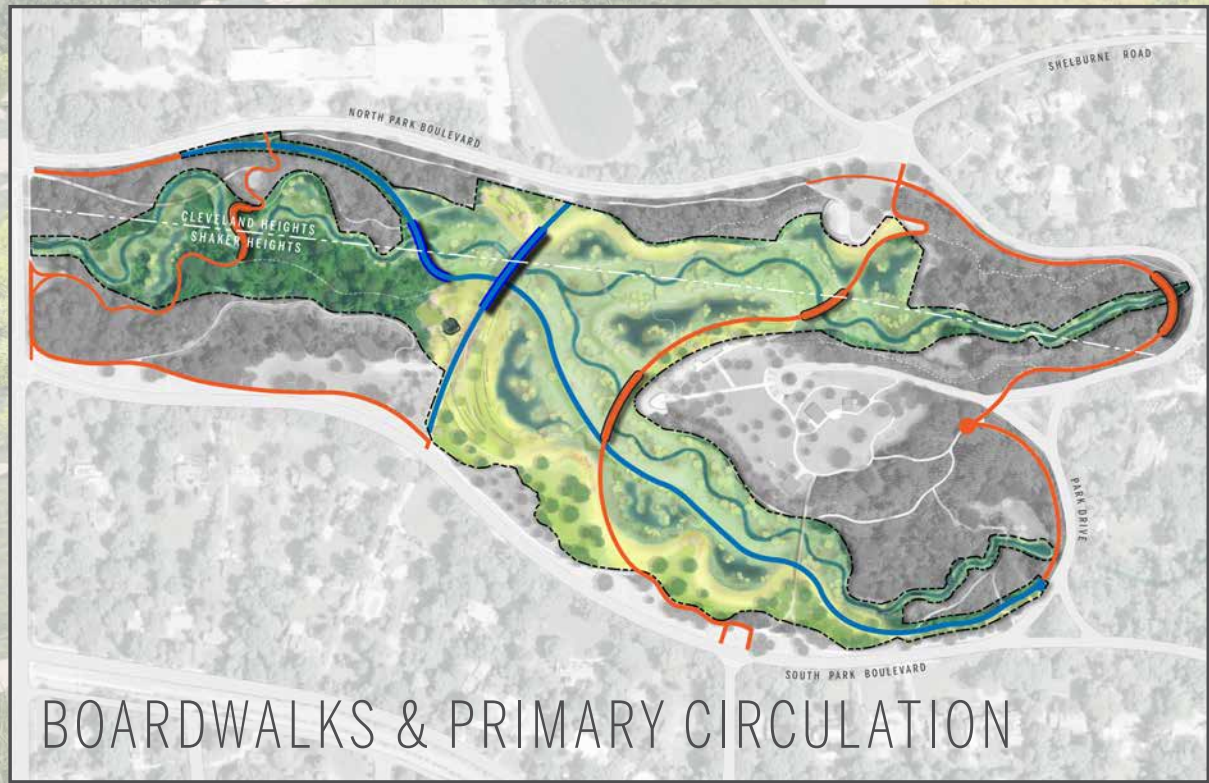 SHELBURNE ROAD
NORTH PARK BOULEVARD
CLEVELAND HEIGHTS
SHAKER HEIGHTS
PARK DRIVE
SOUTH PARK BOULEVARD
BOARDWALKS & PRIMARY CIRCULATION